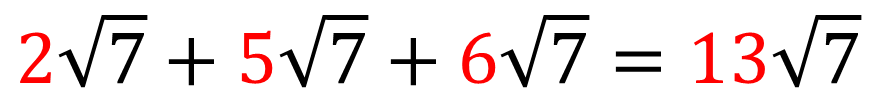 2√7 + 5√7 + 6√7 = 13√7